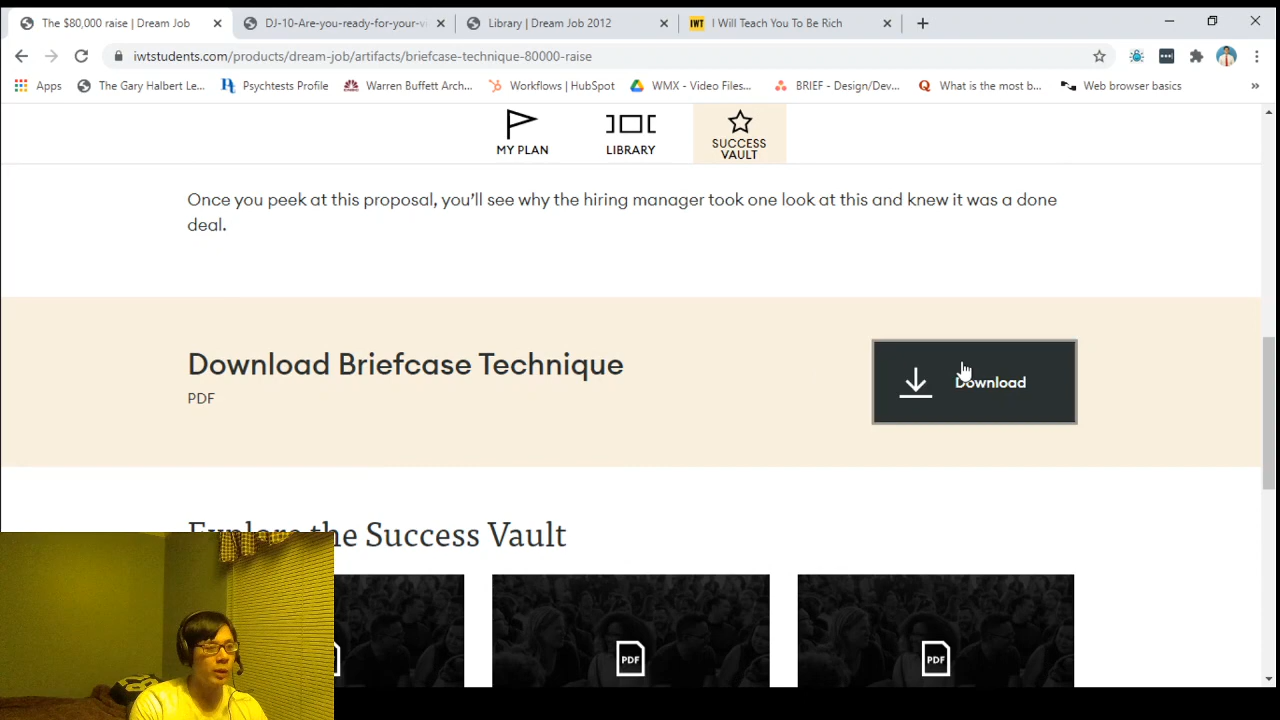 The $80,000 raise | Dream Job
DJ-10-Are-you-ready-for-your-v
Library | Dream Job 2012
IWT I Will Teach You To Be Rich
iwtstudents.com/products/dream-job/artifacts/briefcase-technique-80000-raise
Apps
The Gary Halbert Le...
Psychtests Profile
Warren Buffett Arch...
Workflows | HubSpot
WMX - Video Files...
BRIEF - Design/Dev...
What is the most b...
Web browser basics
MY PLAN
LIBRARY
SUCCESS
VAULT
Once you peek at this proposal, you’ll see why the hiring manager took one look at this and knew it was a done
deal.
Download Briefcase Technique
PDF
Download
Explore the Success Vault
PDF
PDF